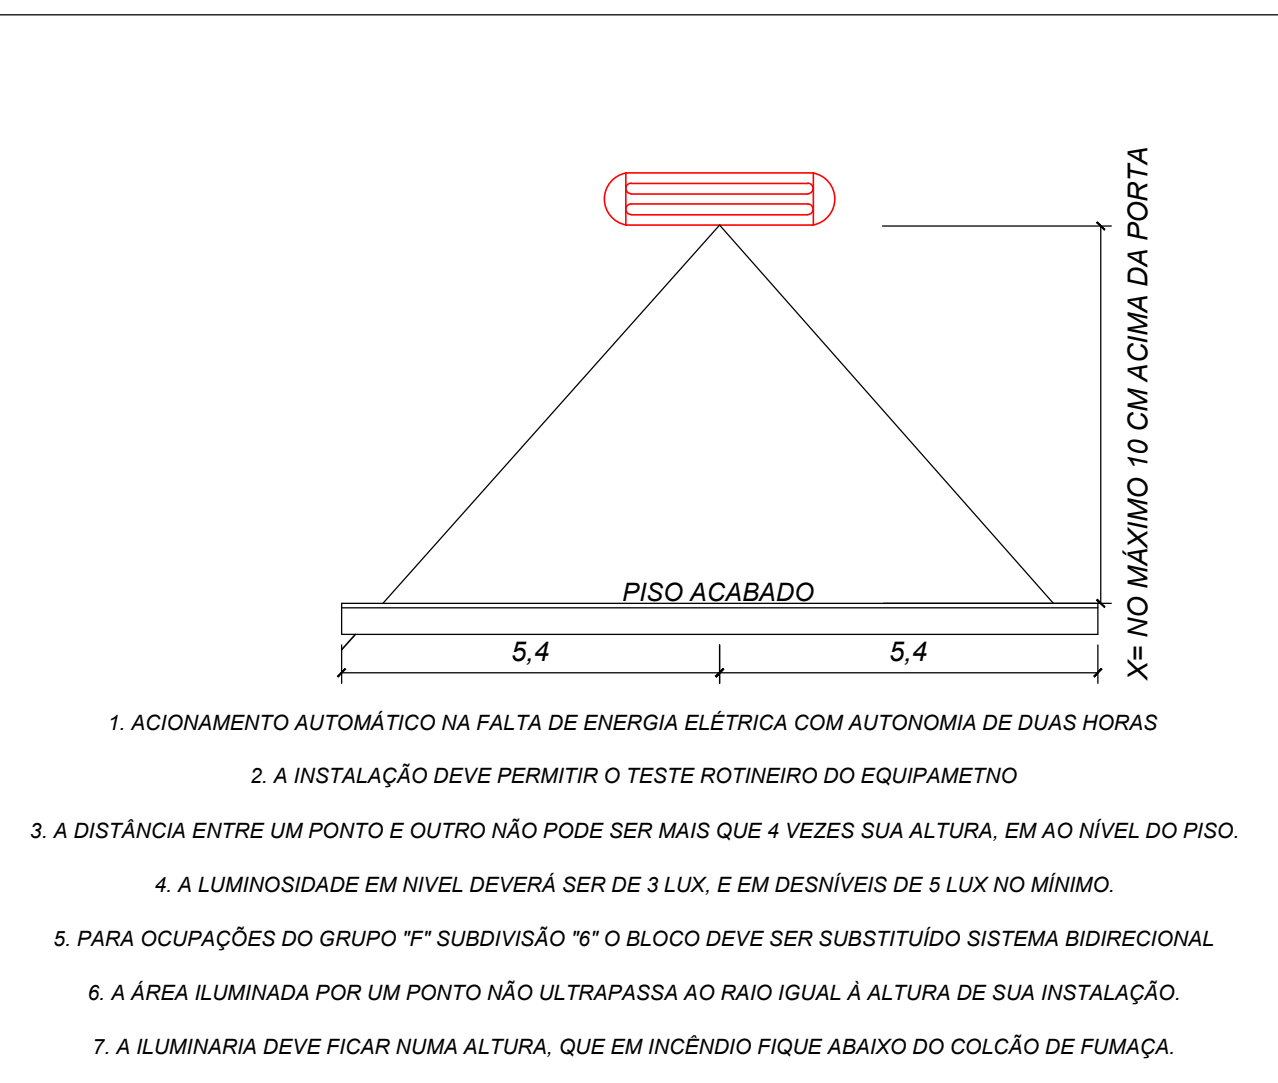 X= NO MÁXIMO 10 CM ACIMA DA PORTA
PISO ACABADO
5,4
5,4
1. ACIONAMENTO AUTOMÁTICO NA FALTA DE ENERGIA ELÉTRICA COM AUTONOMIA DE DUAS HORAS
2. A INSTALAÇÃO DEVE PERMITIR O TESTE ROTINEIRO DO EQUIPAMETNO
3. A DISTÂNCIA ENTRE UM PONTO E OUTRO NÃO PODE SER MAIS QUE 4 VEZES SUA ALTURA, EM AO NÍVEL DO PISO.
4. A LUMINOSIDADE EM NIVEL DEVERÁ SER DE 3 LUX, E EM DESNÍVEIS DE 5 LUX NO MÍNIMO.
5. PARA OCUPAÇÕES DO GRUPO "F" SUBDIVISÃO "6" O BLOCO DEVE SER SUBSTITUÍDO SISTEMA BIDIRECIONAL
6. A ÁREA ILUMINADA POR UM PONTO NÃO ULTRAPASSA AO RAIO IGUAL À ALTURA DE SUA INSTALAÇÃO.
7. A ILUMINARIA DEVE FICAR NUMA ALTURA, QUE EM INCÊNDIO FIQUE ABAIXO DO COLCÃO DE FUMAÇA.